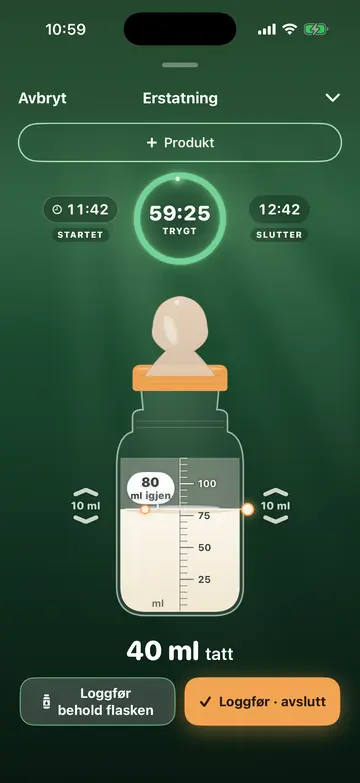 10:59
Avbryt
Erstatning
+ Produkt
11:42
STARTET
59:25
TRYGT
12:42
SLUTTER
80
ml igjen
100
75
50
25
ml
10 ml
10 ml
40 ml tatt
Loggfør
behold flasken
Loggfør · avslutt